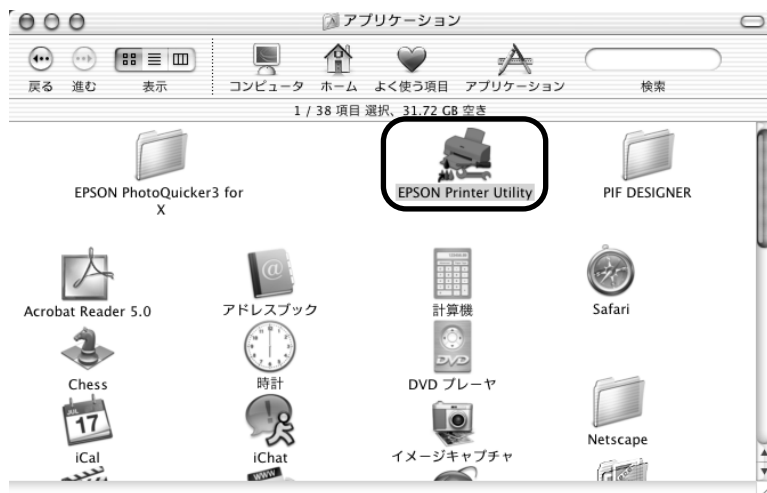 アプリケーション
戻る 進む 表示 コンピュータ ホーム よく使う項目 アプリケーション 検索
1 / 38 項目 選択、31.72 GB 空き
EPSON PhotoQuicker3 for X
EPSON Printer Utility
PIF DESIGNER
Acrobat Reader 5.0
アドレスブック
計算機
Safari
Chess
時計
DVD プレーヤ
DVD
JUL
17
iCal
iChat
イメージキャプチャ
Netscape
WWW